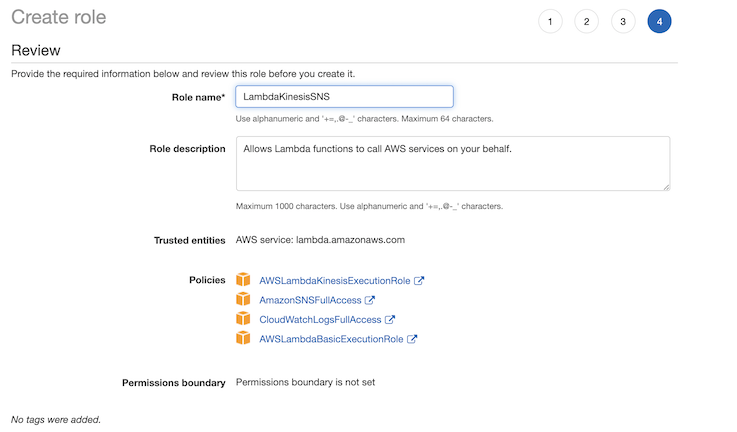 Create role
1 2 3 4
Review
Provide the required information below and review this role before you create it.
Role name* LambdaKinesisSNS
Use alphanumeric and '+=,.@-_' characters. Maximum 64 characters.
Role description Allows Lambda functions to call AWS services on your behalf.
Maximum 1000 characters. Use alphanumeric and '+=,.@-_' characters.
Trusted entities AWS service: lambda.amazonaws.com
Policies AWSLambdaKinesisExecutionRole
AmazonSNSFullAccess
CloudWatchLogsFullAccess
AWSLambdaBasicExecutionRole
Permissions boundary Permissions boundary is not set
No tags were added.